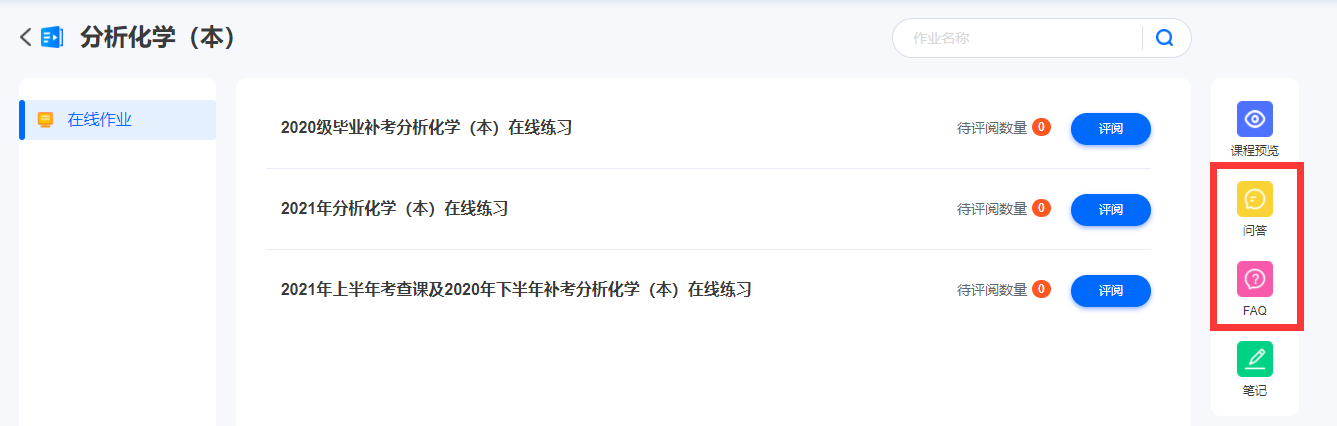 分析化学（本）
作业名称
在线作业
2020级毕业补考分析化学（本）在线练习
待评阅数量 0
评阅
2021年分析化学（本）在线练习
待评阅数量 0
评阅
2021年上半年考查课及2020年下半年补考分析化学（本）在线练习
待评阅数量 0
评阅
课程预览
问答
FAQ
笔记